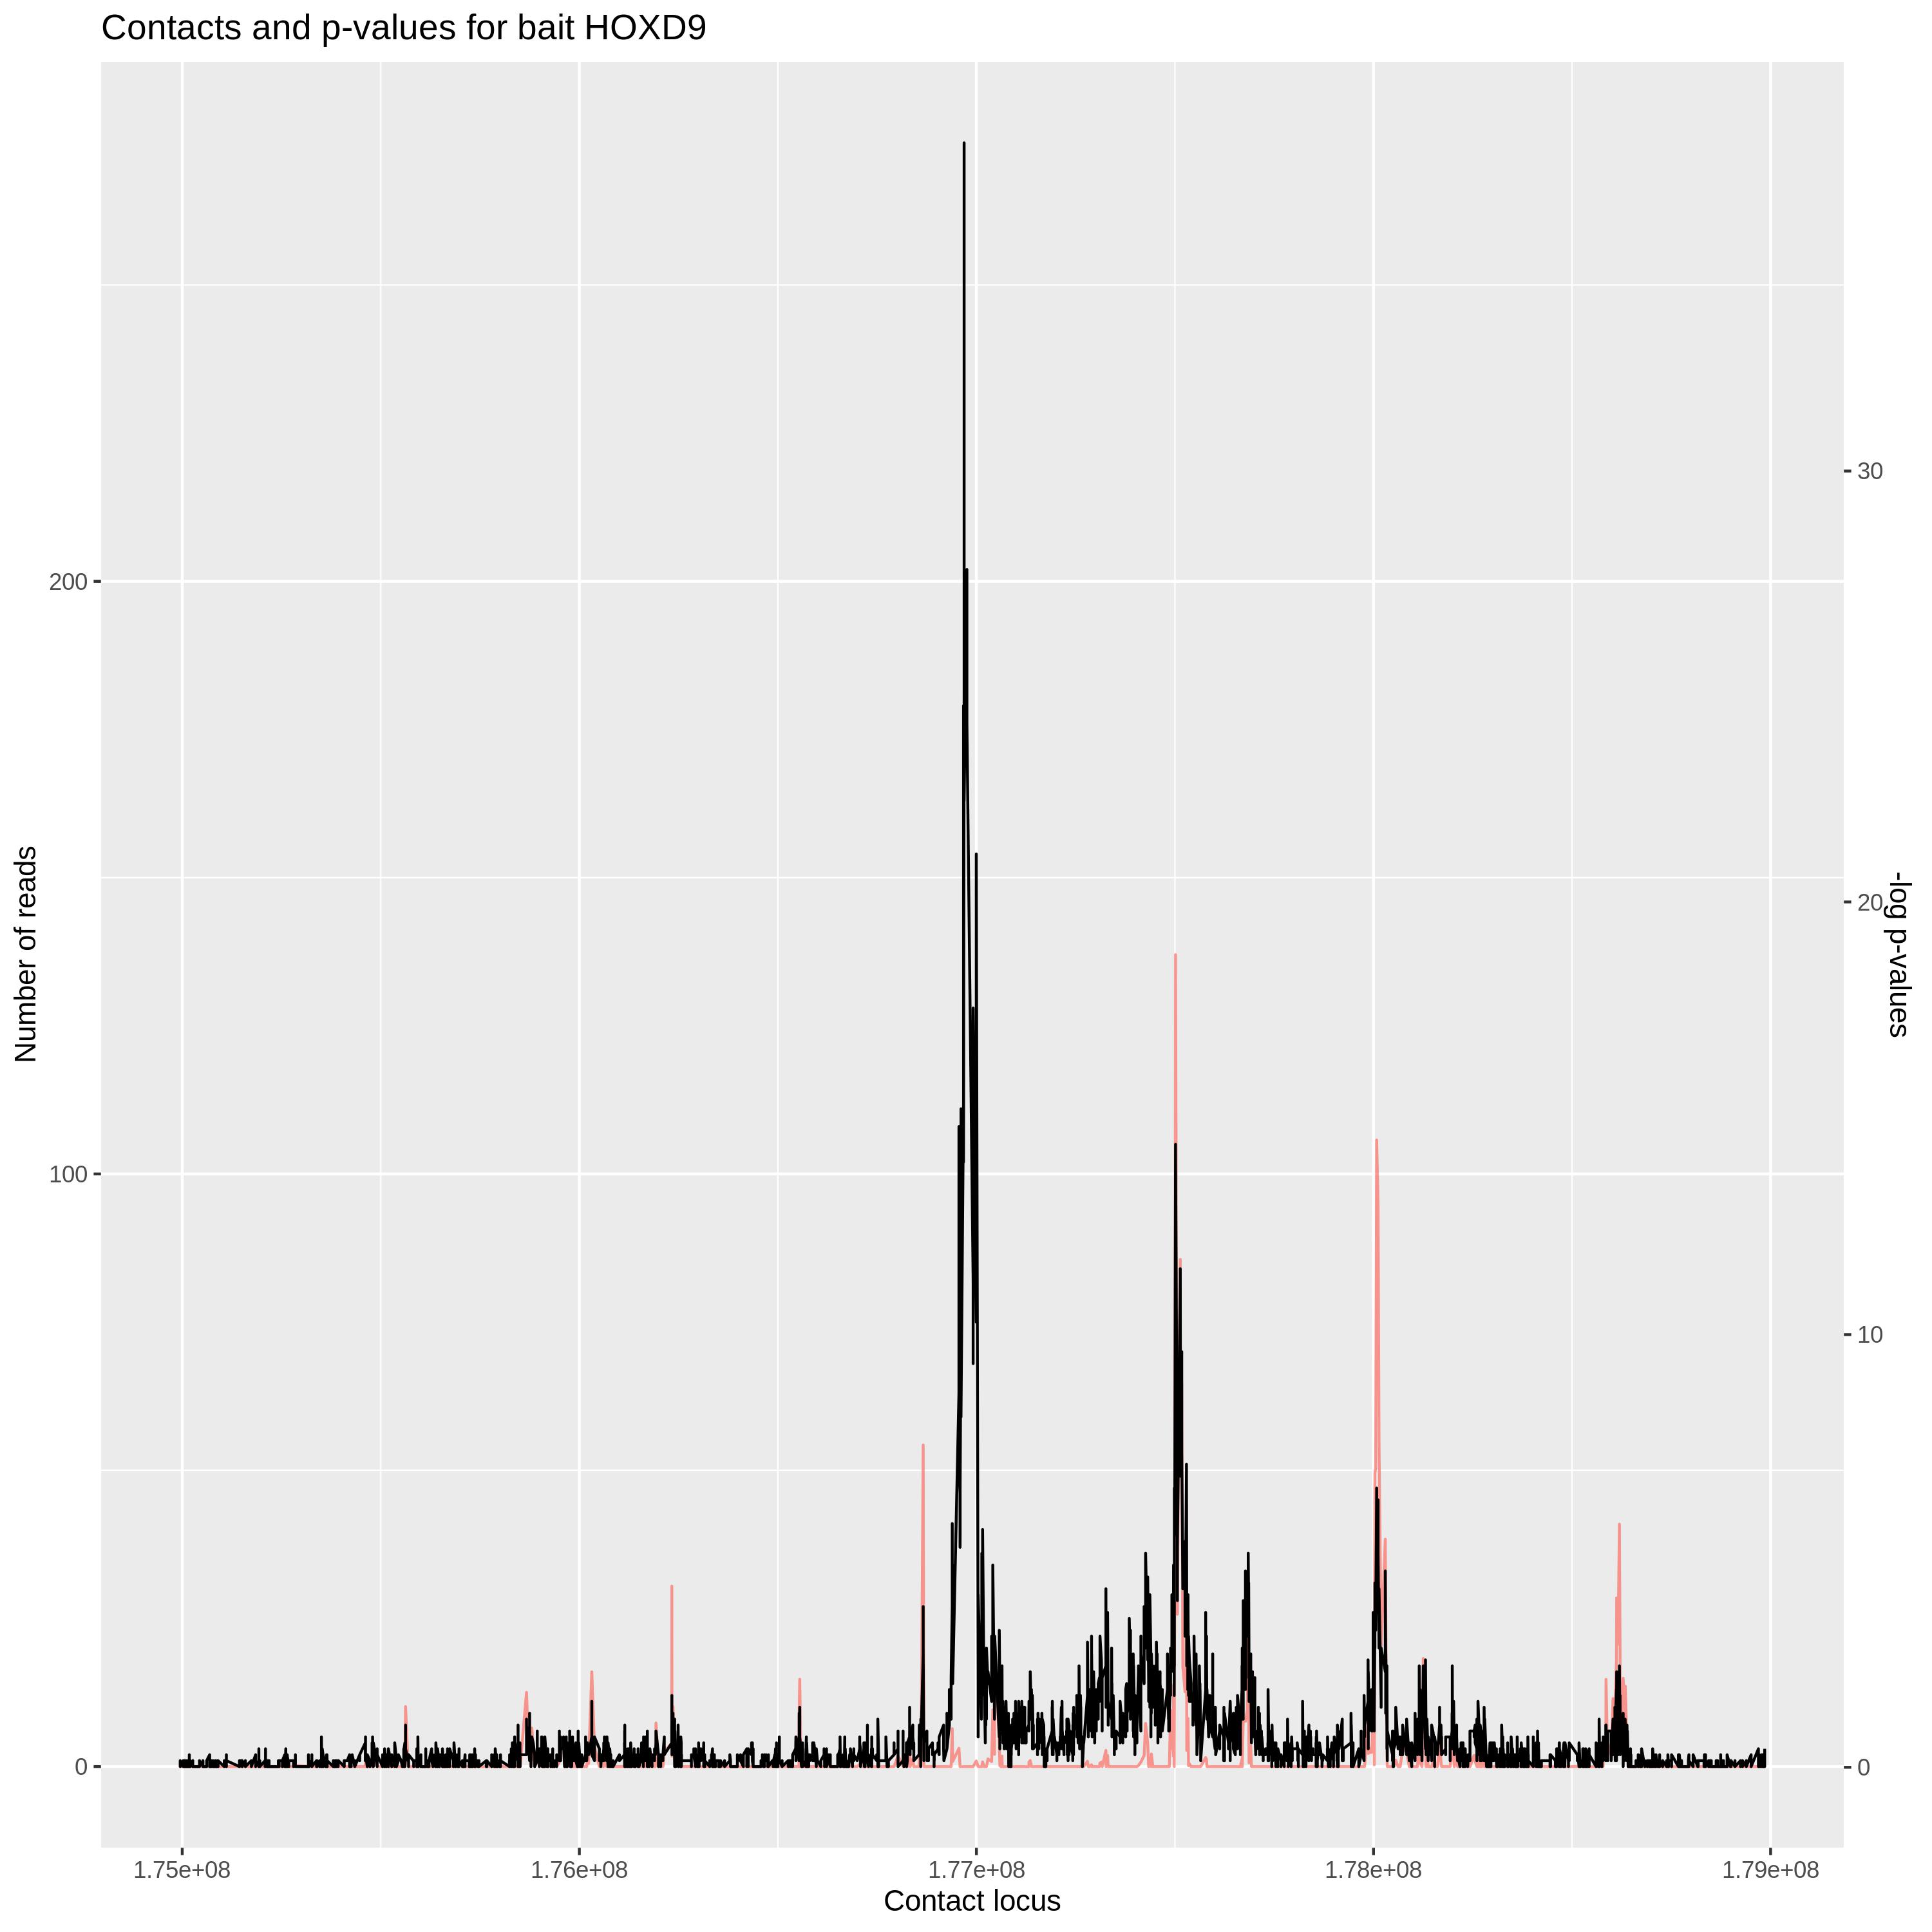 Contacts and p-values for bait HOXD9
Number of reads
200
100
0
30
20
10
0
-log p-values
1.75e+08
1.76e+08
1.77e+08
1.78e+08
1.79e+08
Contact locus